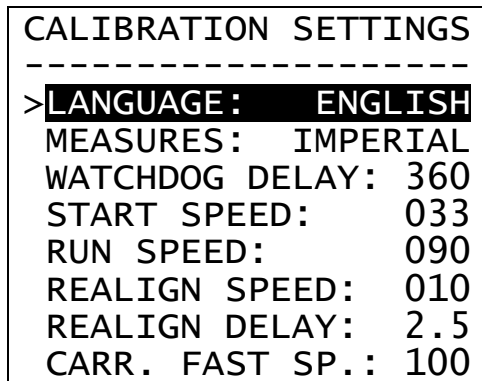 CALIBRATION SETTINGS
---------------------
>LANGUAGE: ENGLISH
MEASURES: IMPERIAL
WATCHDOG DELAY: 360
START SPEED: 033
RUN SPEED: 090
REALIGN SPEED: 010
REALIGN DELAY: 2.5
CARR. FAST SP.: 100